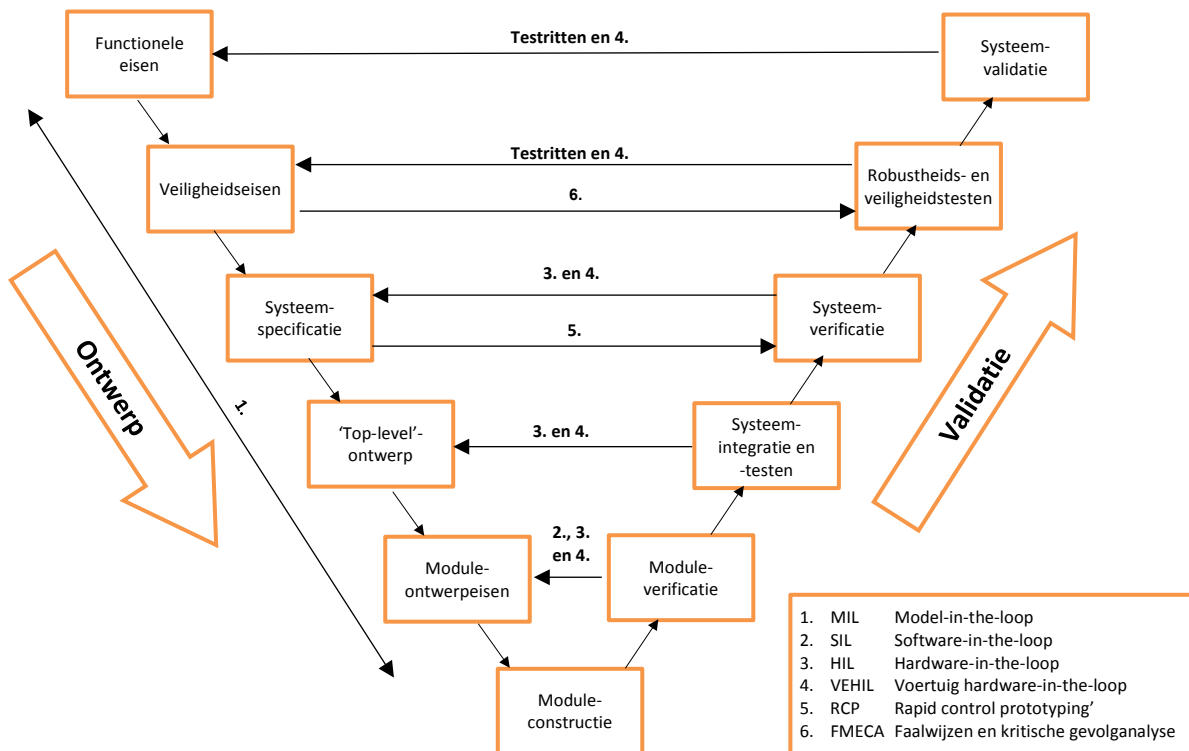 Functionele
eisen
Testritten en 4.
Systeem-
validatie
Veiligheidseisen
Testritten en 4.
6.
Robustheids- en
veiligheidstesten
Systeem-
specificatie
3. en 4.
5.
Systeem-
verificatie
Ontwerp
1.
Validatie
‘Top-level’-
ontwerp
3. en 4.
Systeem-
integratie en
-testen
Module-
ontwerpeisen
2., 3.
en 4.
Module-
verificatie
Module-
constructie
1. MIL Model-in-the-loop
2. SIL Software-in-the-loop
3. HIL Hardware-in-the-loop
4. VEHIL Voertuig hardware-in-the-loop
5. RCP Rapid control prototyping’
6. FMECA Faalwijzen en kritische gevolganalyse